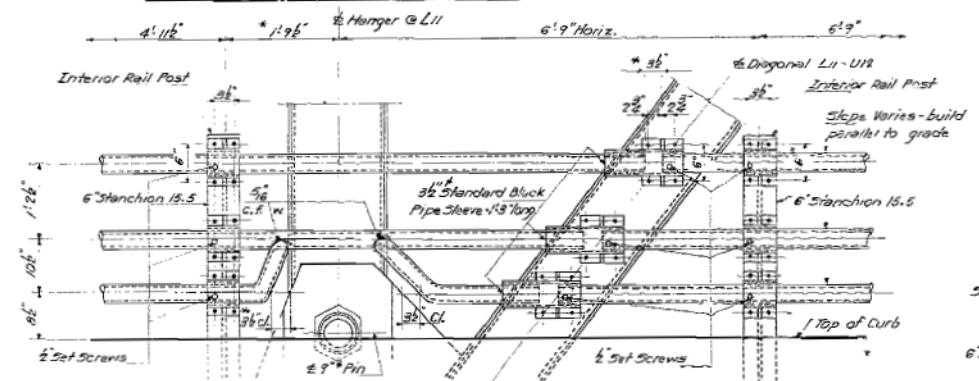 ℄ Hanger @ L11
4'-11½"
* 1'-9½"
6'-9" Horiz.
6'-9"
* 3½"
℄ Diagonal L11-U12
Interior Rail Post
3½"
2¾" 2¾"
Interior Rail Post
3½"
Slope Varies-build
parallel to grade
6"
6"
6"
1'-2½"
6" Stanchion 15.5
5/16
C.F. W.
3½"⌀ Standard Black
Pipe Sleeve-1'-3" long
6" Stanchion 15.5
10½"
8½"
* 3½" Cl.
3½ Cl.
Top of Curb
½" Set Screws
℄ 9"⌀ Pin
½" Set Screws